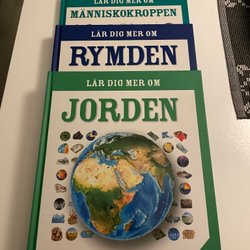 LÄR DIG MER OM
MÄNNISKOKROPPEN
LÄR DIG MER OM
RYMDEN
LÄR DIG MER OM
JORDEN